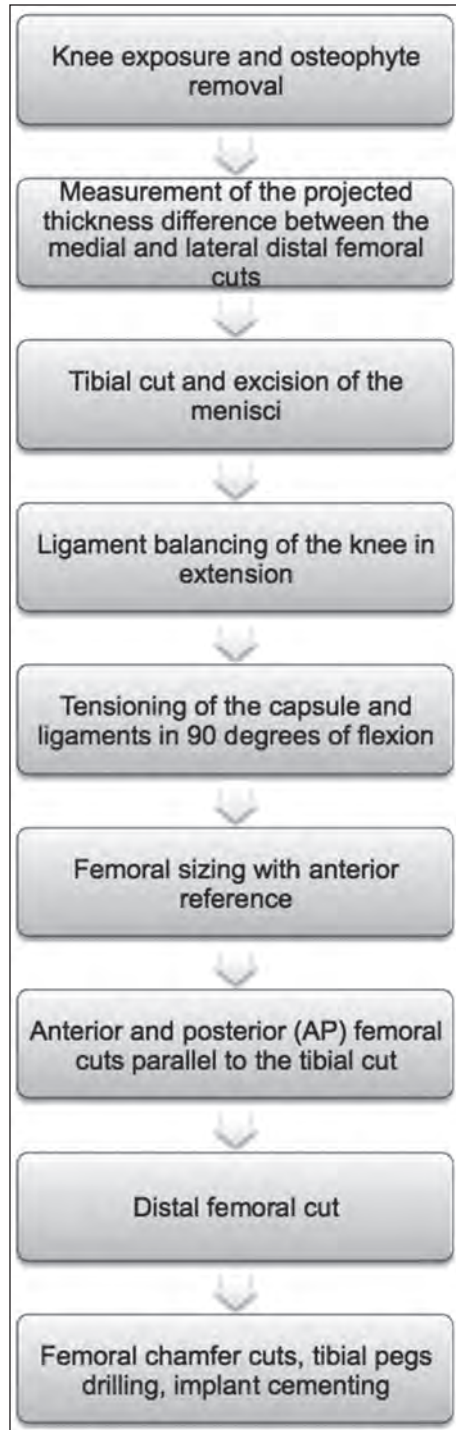 Knee exposure and osteophyte
removal
Measurement of the projected
thickness difference between the
medial and lateral distal femoral
cuts
Tibial cut and excision of the
menisci
Ligament balancing of the knee in
extension
Tensioning of the capsule and
ligaments in 90 degrees of flexion
Femoral sizing with anterior
reference
Anterior and posterior (AP) femoral
cuts parallel to the tibial cut
Distal femoral cut
Femoral chamfer cuts, tibial pegs
drilling, implant cementing